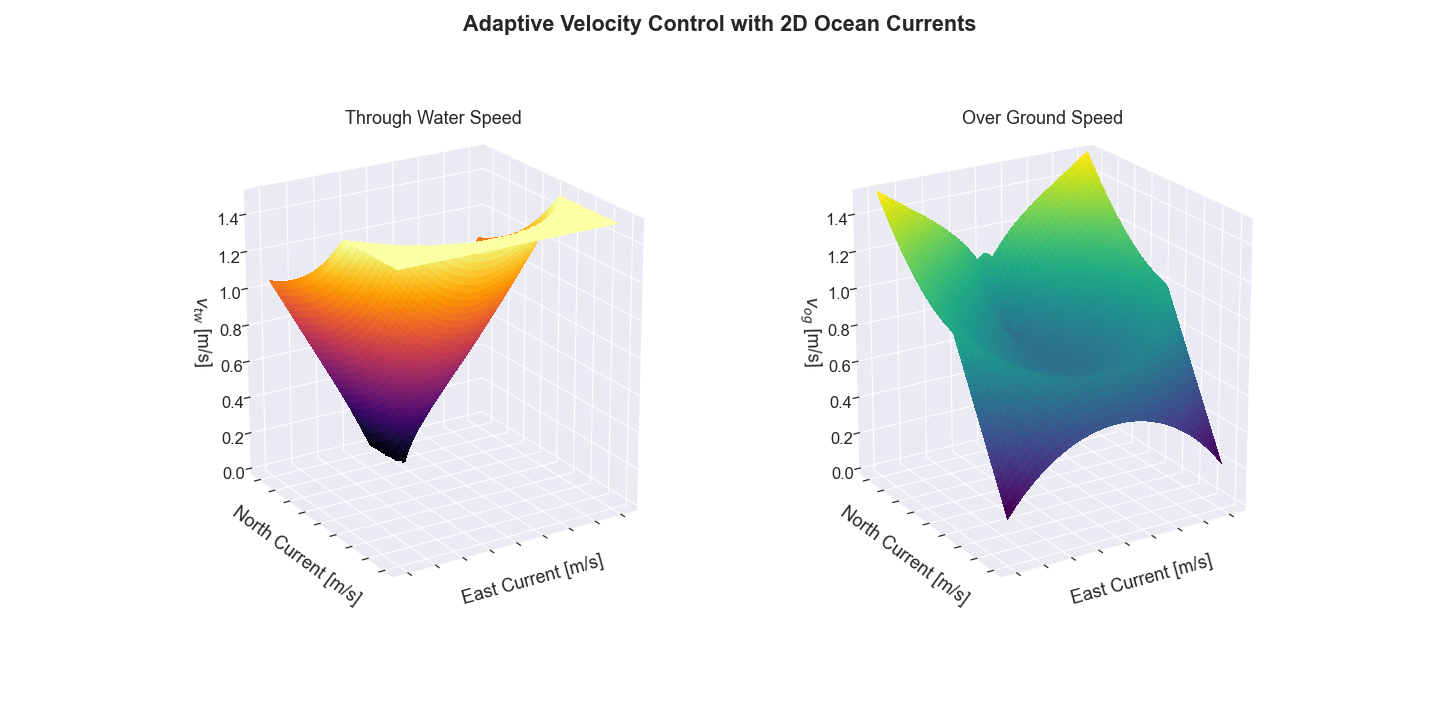 Adaptive Velocity Control with 2D Ocean Currents
Through Water Speed
1.4
1.2
1.0
0.8
0.6
0.4
0.2
0.0
v_tw [m/s]
North Current [m/s]
East Current [m/s]
Over Ground Speed
1.4
1.2
1.0
0.8
0.6
0.4
0.2
0.0
v_og [m/s]
North Current [m/s]
East Current [m/s]